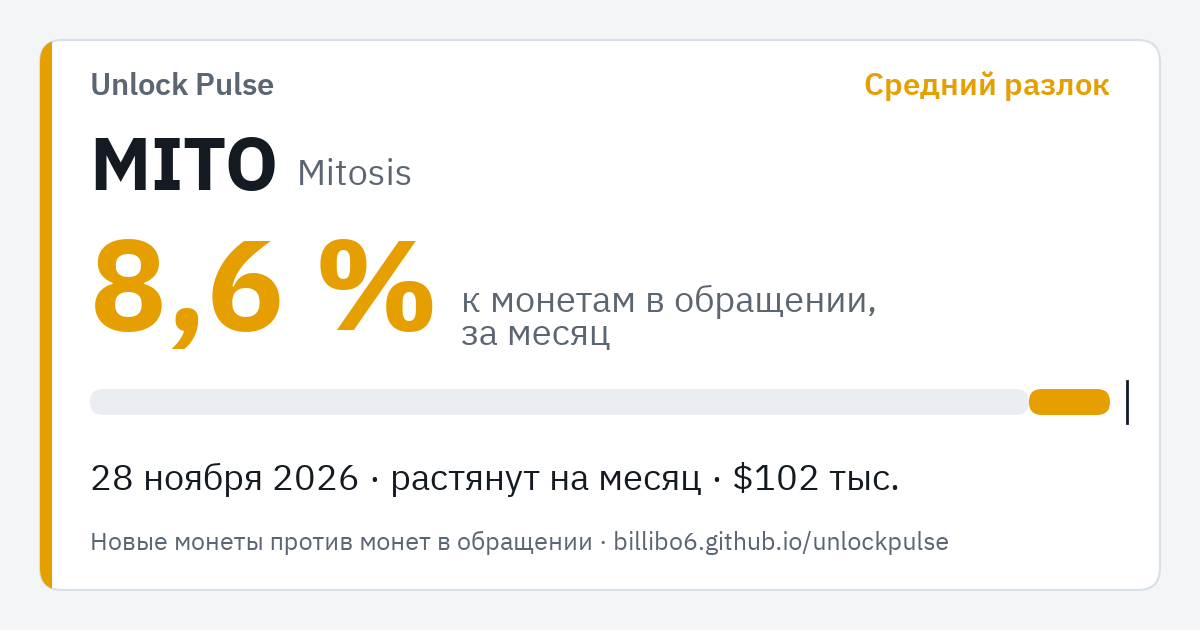 Unlock Pulse
Средний разлок
MITO Mitosis
8,6 % к монетам в обращении,
за месяц
28 ноября 2026 · растянут на месяц · $102 тыс.
Новые монеты против монет в обращении · billibo6.github.io/unlockpulse